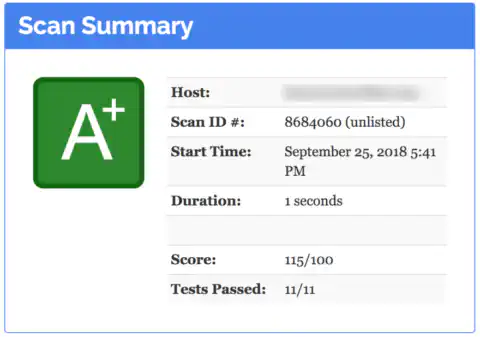 Scan Summary
A+
Host:
Scan ID #: 8684060 (unlisted)
Start Time: September 25, 2018 5:41
PM
Duration: 1 seconds
Score: 115/100
Tests Passed: 11/11